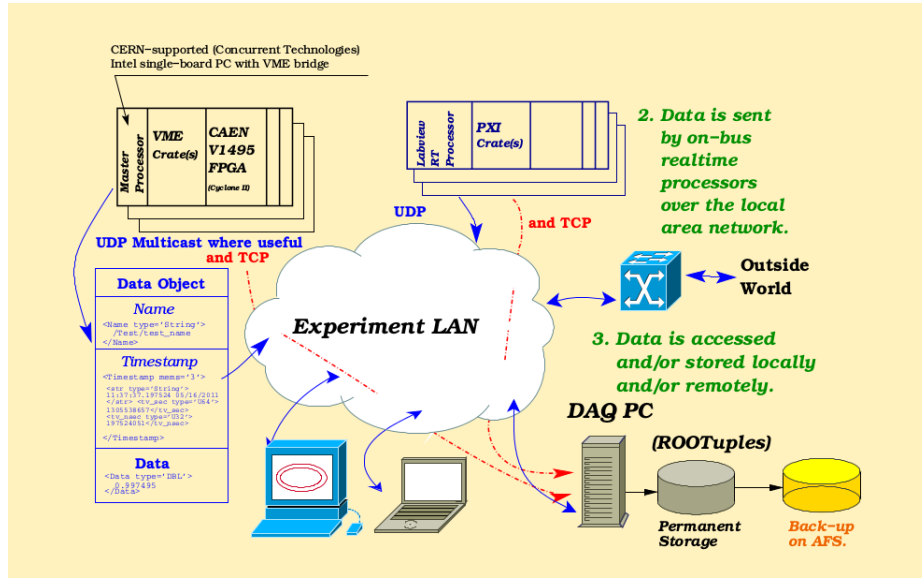 CERN−supported (Concurrent Technologies)
Intel single−board PC with VME bridge
Master
Processor
VME
Crate(s)
CAEN
V1495
FPGA
(Cyclone II)
Labview
RT
Processor
PXI
Crate(s)
2. Data is sent
by on−bus
realtime
processors
over the local
area network.
UDP
and TCP
UDP Multicast where useful
and TCP
Data Object
Name
<Name type='String'>
/Test/test_name
</Name>
Timestamp
<Timestamp mems='3'>
<str type='String'>
11:37:37.197524 05/16/2011
</str> <tv_sec type='U64'>
1305538657</tv_sec>
<tv_nsec type='U32'>
197524051</tv_nsec>
</Timestamp>
Data
<Data type='DBL'>
0.997495
</Data>
Experiment LAN
Outside
World
3. Data is accessed
and/or stored locally
and/or remotely.
DAQ PC
(ROOTuples)
Permanent
Storage
Back−up
on AFS.